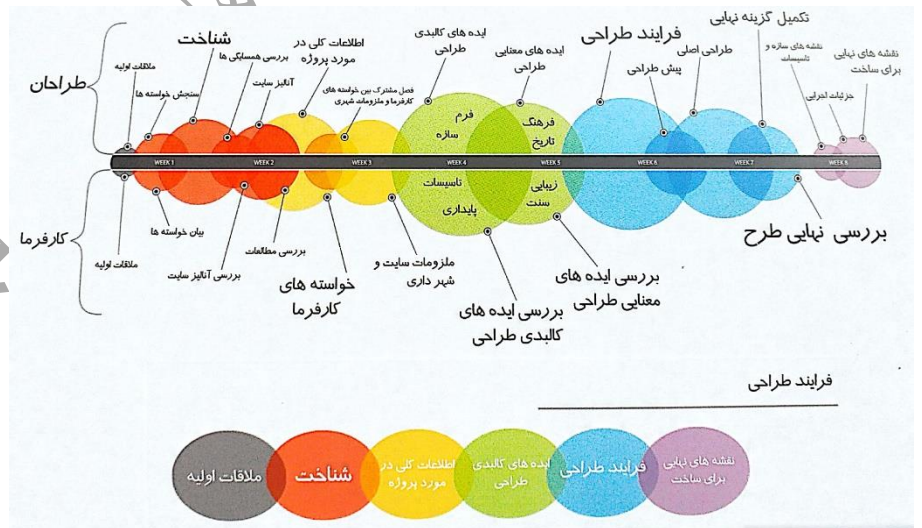 تکمیل گزینه نهایی
شناخت
اطلاعات کلی در
مورد پروژه
ایده های کالبدی
طراحی
ایده های معنایی
طراحی
فرایند طراحی
طراحی اصلی
نقشه های سازه و
تاسیسات
نقشه های نهایی
برای ساخت
ملاقات اولیه
بررسی همسایگی ها
آنالیز سایت
پیش طراحی
جزئیات اجرایی
طراحان
سنجش خواسته ها
فصل مشترک بین خواسته های
کارفرما و ملزومات شهری
فرم
سازه
فرهنگ
تاریخ
WEEK 1
WEEK 2
WEEK 3
WEEK 4
WEEK 5
WEEK 6
WEEK 7
WEEK 8
تاسیسات
پایداری
زیبایی
سنت
کارفرما
ملاقات اولیه
بیان خواسته ها
بررسی آنالیز سایت
بررسی مطالعات
خواسته های
کارفرما
ملزومات سایت و
شهر داری
بررسی ایده های
کالبدی طراحی
بررسی ایده های
معنایی طراحی
بررسی نهایی طرح
فرایند طراحی
نقشه های نهایی
برای ساخت
فرایند طراحی
ایده های کالبدی
طراحی
اطلاعات کلی در
مورد پروژه
شناخت
ملاقات اولیه